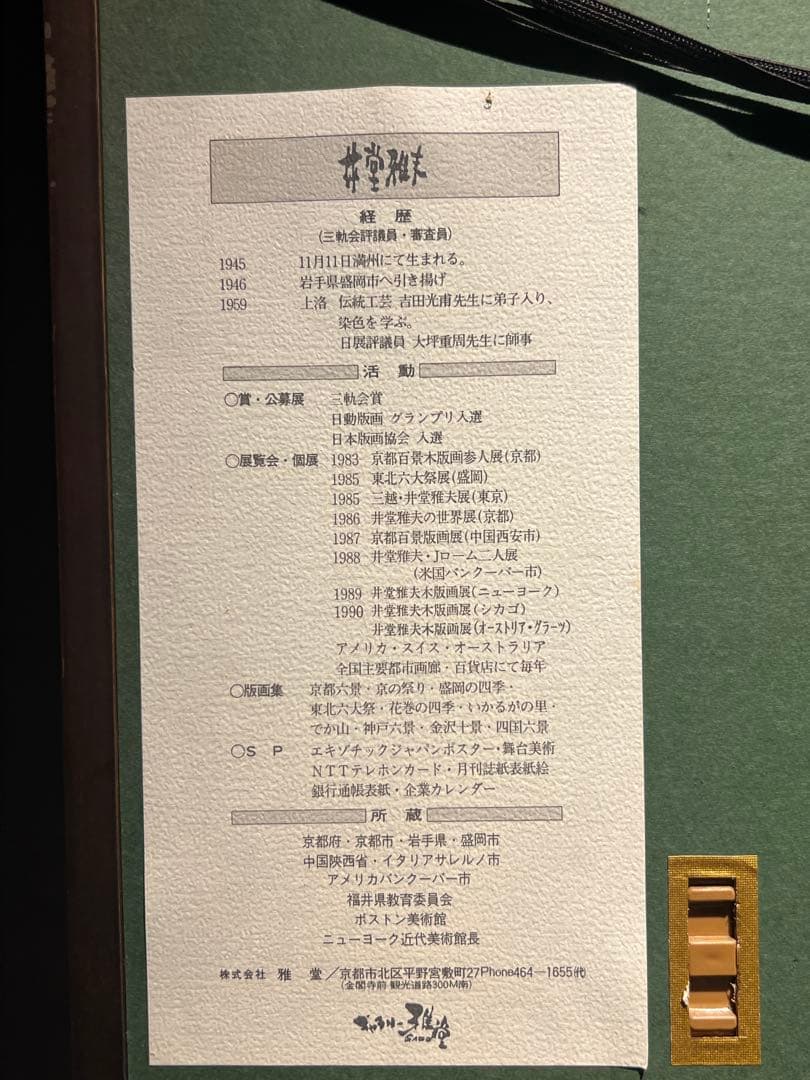 井堂雅夫
経　歴
(三軌会評議員・審査員)
1945　11月11日満州にて生まれる。
1946　岩手県盛岡市へ引き揚げ
1959　上洛 伝統工芸 吉田光甫先生に弟子入り、
染色を学ぶ。
日展評議員 大坪重周先生に師事
活　動
○賞・公募展　三軌会賞
日動版画 グランプリ入選
日本版画協会 入選
○展覧会・個展　1983 京都百景木版画参人展(京都)
1985 東北六大祭展(盛岡)
1985 三越・井堂雅夫展(東京)
1986 井堂雅夫の世界展(京都)
1987 京都百景版画展(中国西安市)
1988 井堂雅夫・Jローム二人展
(米国バンクーバー市)
1989 井堂雅夫木版画展(ニューヨーク)
1990 井堂雅夫木版画展(シカゴ)
井堂雅夫木版画展(オーストリア・グラーツ)
アメリカ・スイス・オーストラリア
全国主要都市画廊・百貨店にて毎年
○版画集　京都六景・京の祭り・盛岡の四季・
東北六大祭・花巻の四季・いかるがの里・
でか山・神戸六景・金沢十景・四国六景
○S　P　エキゾチックジャパンポスター・舞台美術
NTTテレホンカード・月刊誌紙表紙絵
銀行通帳表紙・企業カレンダー
所　蔵
京都府・京都市・岩手県・盛岡市
中国陝西省・イタリアサレルノ市
アメリカバンクーバー市
福井県教育委員会
ボストン美術館
ニューヨーク近代美術館長
株式会社 雅　堂／京都市北区平野宮敷町27Phone464―1655㈹
(金閣寺前 観光道路300M南)
ギャラリー雅堂
GADO